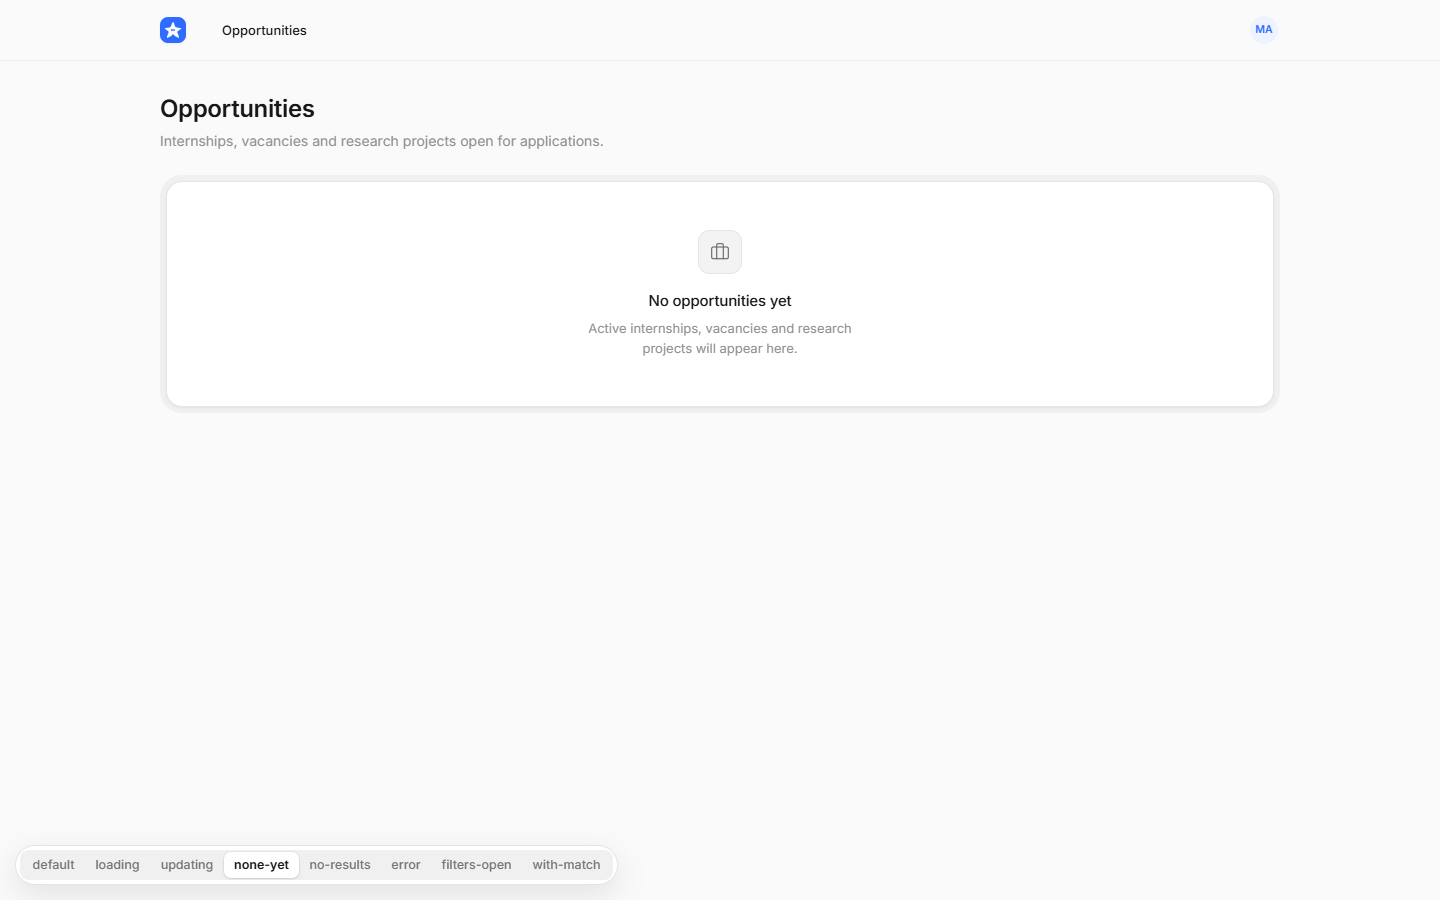 Opportunities
MA
Opportunities
Internships, vacancies and research projects open for applications.
No opportunities yet
Active internships, vacancies and research
projects will appear here.
default loading updating none-yet no-results error filters-open with-match